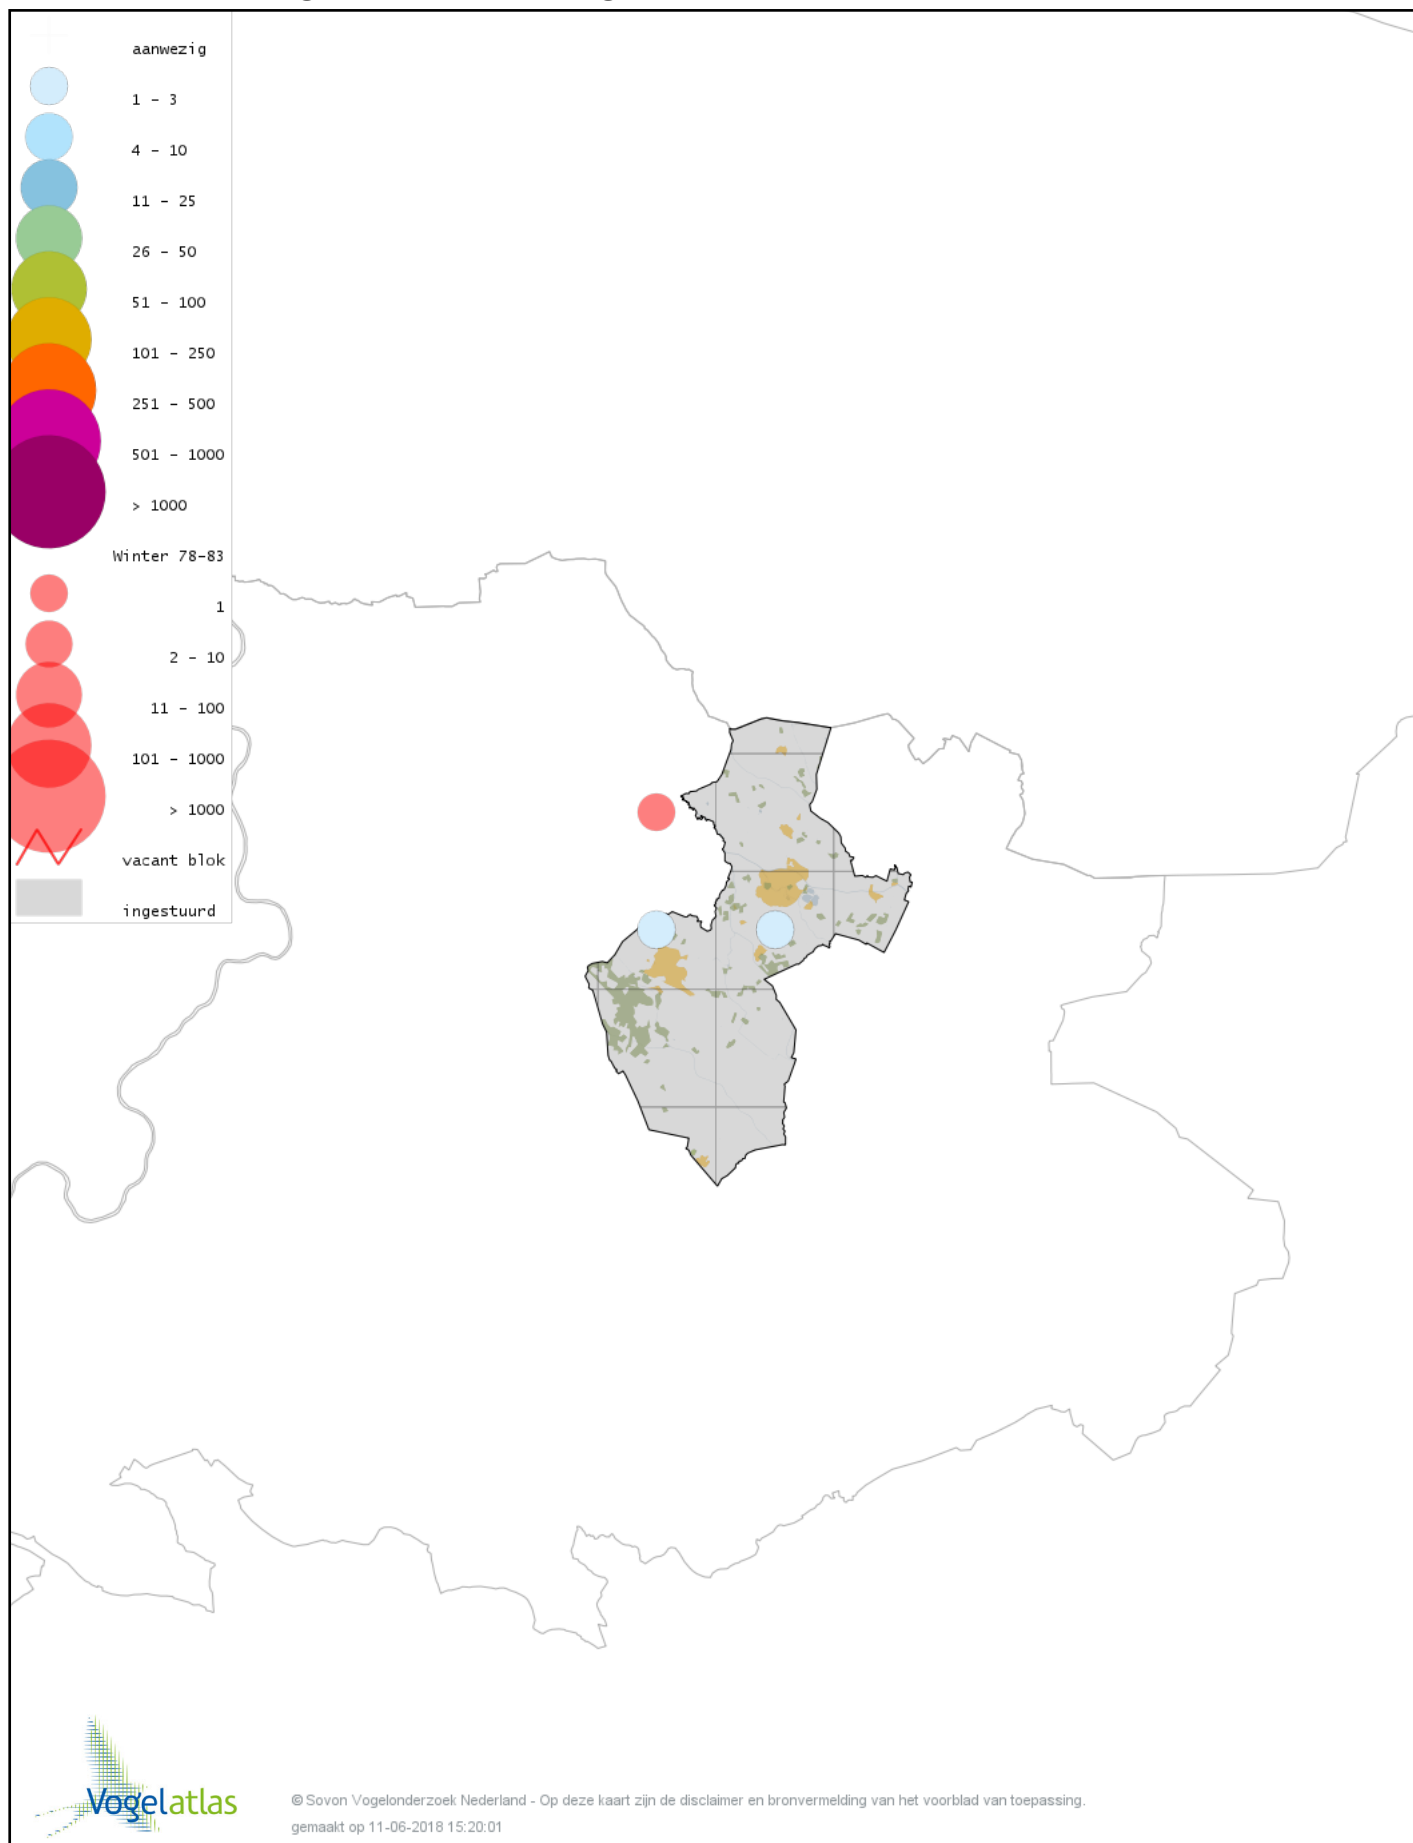 aanwezig
1 - 3
4 - 10
11 - 25
26 - 50
51 - 100
101 - 250
251 - 500
501 - 1000
> 1000
Winter 78-83
1
2 - 10
11 - 100
101 - 1000
> 1000
vacant blok
ingestuurd
Vogelatlas
© Sovon Vogelonderzoek Nederland - Op deze kaart zijn de disclaimer en bronvermelding van het voorblad van toepassing.
gemaakt op 11-06-2018 15:20:01